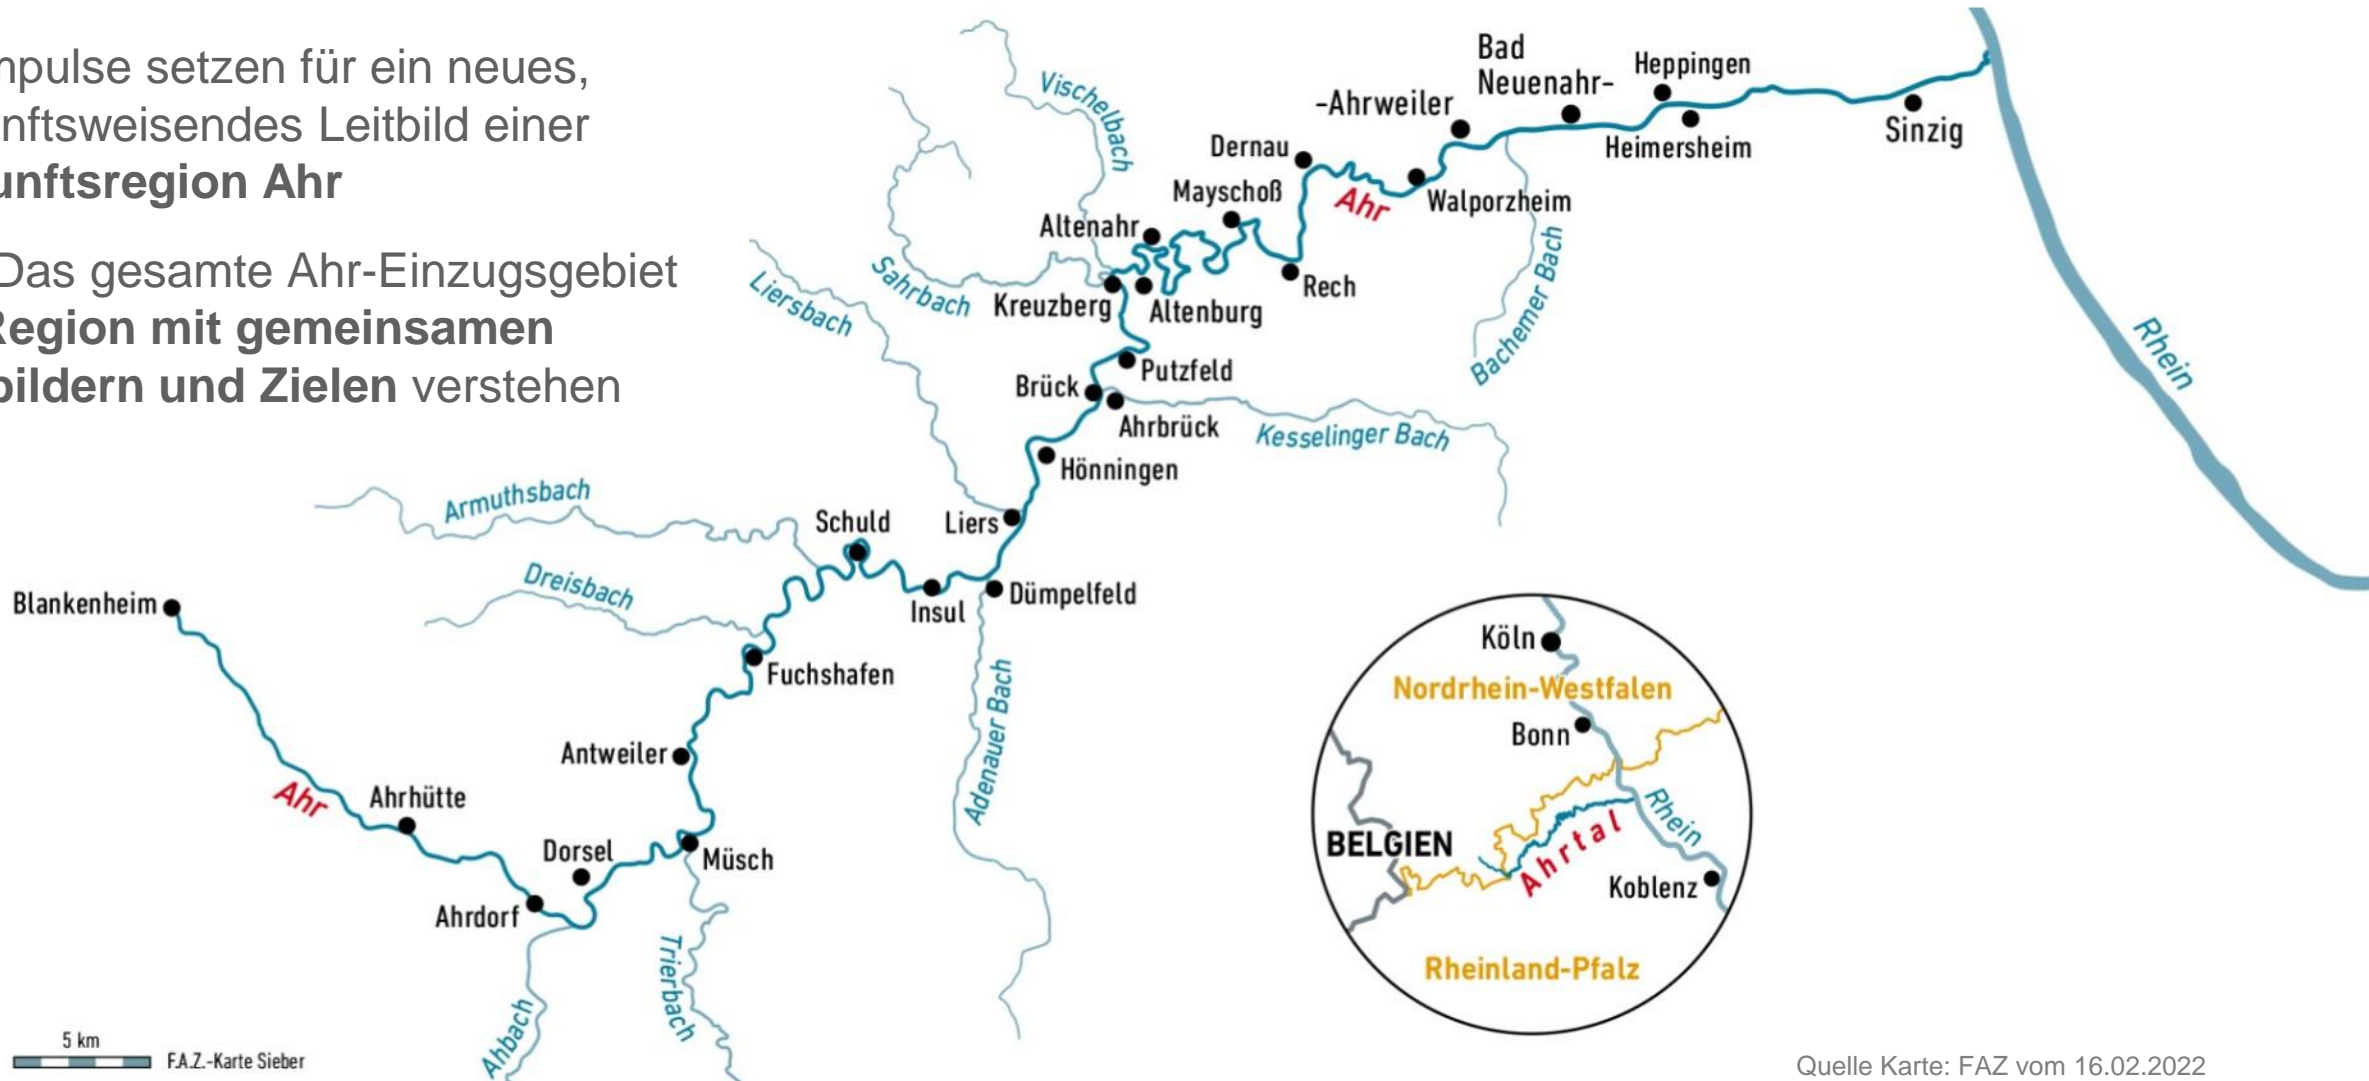 mpulse setzen für ein neues,
nftsweisendes Leitbild einer
unftsregion Ahr
Das gesamte Ahr-Einzugsgebiet
Region mit gemeinsamen
bildern und Zielen verstehen
Vischelbach
Bad
Neuenahr-
Heppingen
-Ahrweiler
Sinzig
Heimersheim
Dernau
Mayschoß
Ahr
Walporzheim
Altenahr
Sahrbach
Liersbach
Kreuzberg
Altenburg
Rech
Bachemer Bach
Rhein
Putzfeld
Brück
Ahrbrück
Kesselinger Bach
Hönningen
Armuthsbach
Schuld
Liers
Dreisbach
Blankenheim
Insul
Dümpelfeld
Fuchshafen
Adenauer Bach
Antweiler
Ahr
Ahrhütte
Dorsel
Müsch
Ahrdorf
Trierbach
Ahbach
Köln
Nordrhein-Westfalen
Bonn
Rhein
BELGIEN
Ahrtal
Koblenz
Rheinland-Pfalz
5 km
F.A.Z.-Karte Sieber
Quelle Karte: FAZ vom 16.02.2022